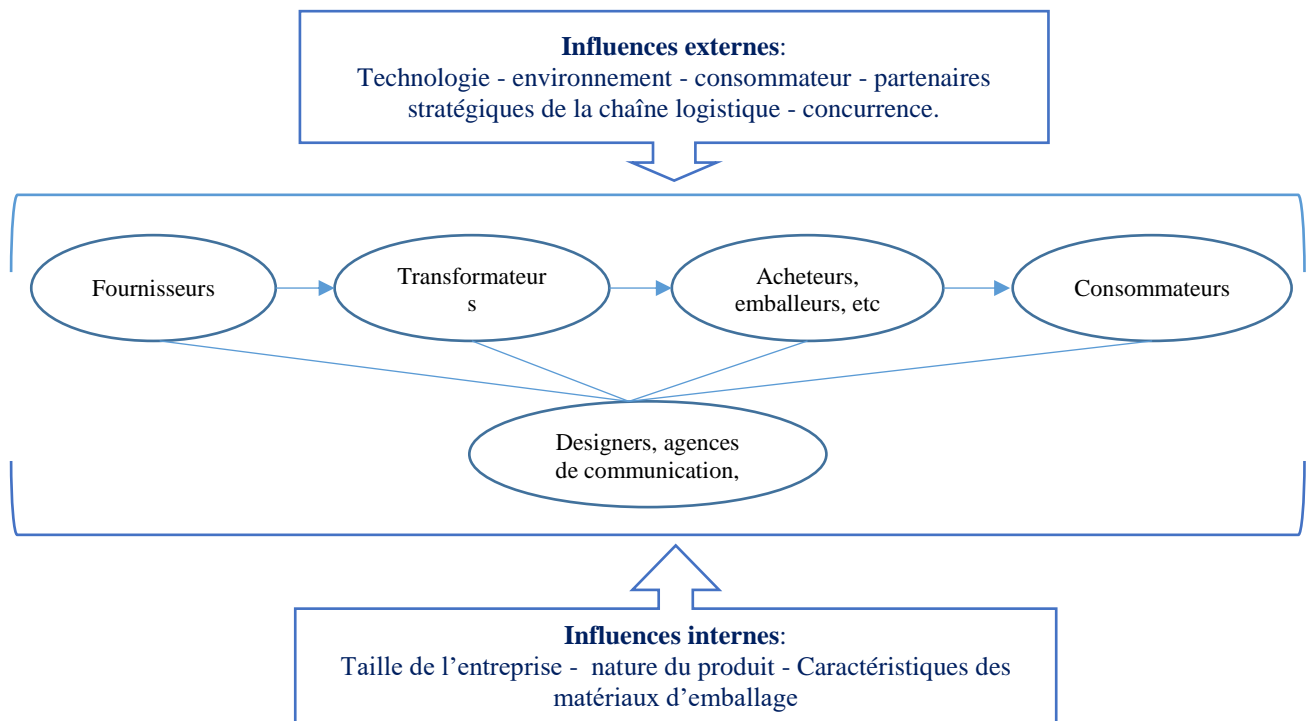 Influences externes:
Technologie - environnement - consommateur - partenaires
stratégiques de la chaîne logistique - concurrence.
Fournisseurs
Transformateur
s
Acheteurs,
emballeurs, etc
Consommateurs
Designers, agences
de communication,
Influences internes:
Taille de l’entreprise - nature du produit - Caractéristiques des
matériaux d’emballage